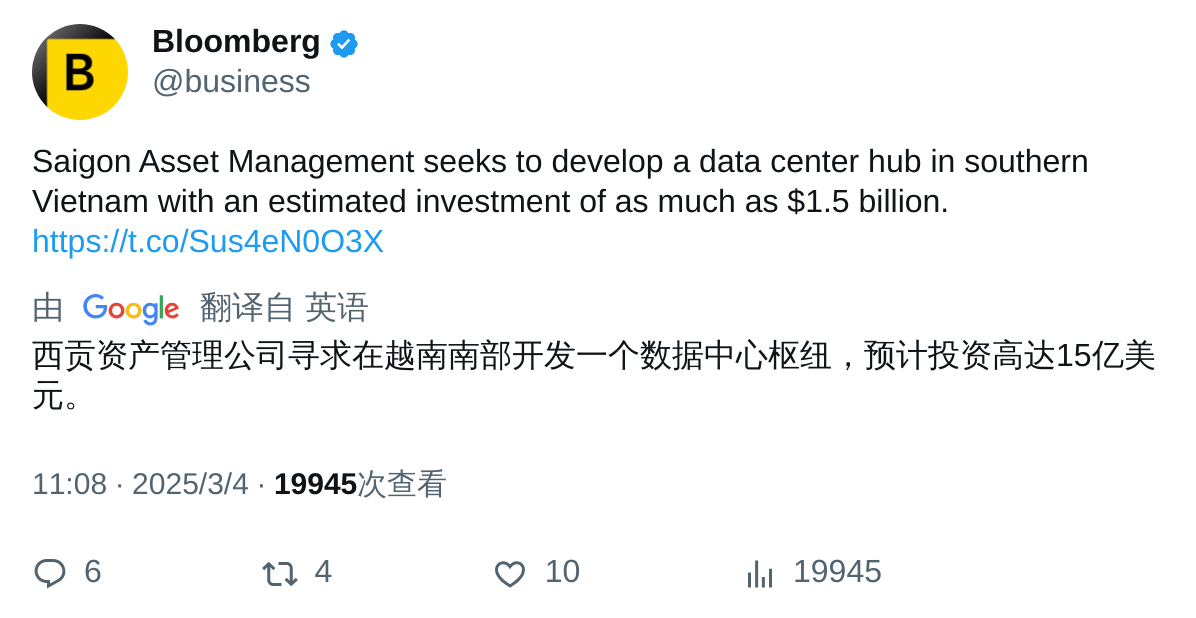 B
Bloomberg
@business
Saigon Asset Management seeks to develop a data center hub in southern
Vietnam with an estimated investment of as much as $1.5 billion.
https://t.co/Sus4eN0O3X
由 Google 翻译自 英语
西贡资产管理公司寻求在越南南部开发一个数据中心枢纽，预计投资高达15亿美
元。
11:08 · 2025/3/4 · 19945次查看
6 4 10 19945